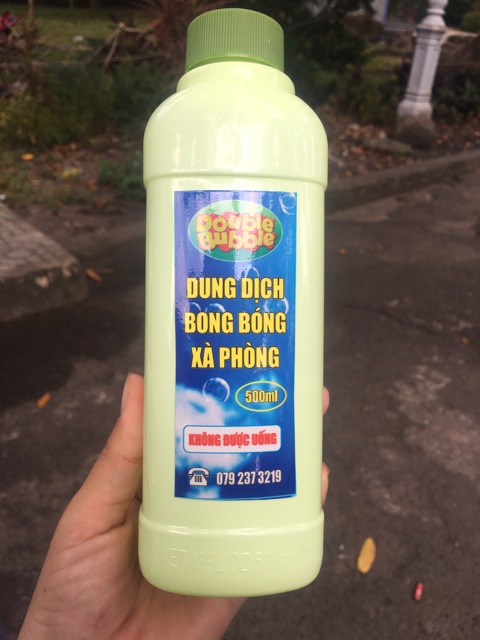 Double
Bubble
DUNG DỊCH
BONG BÓNG
XÀ PHÒNG
500ml
KHÔNG ĐƯỢC UỐNG
079 237 3219